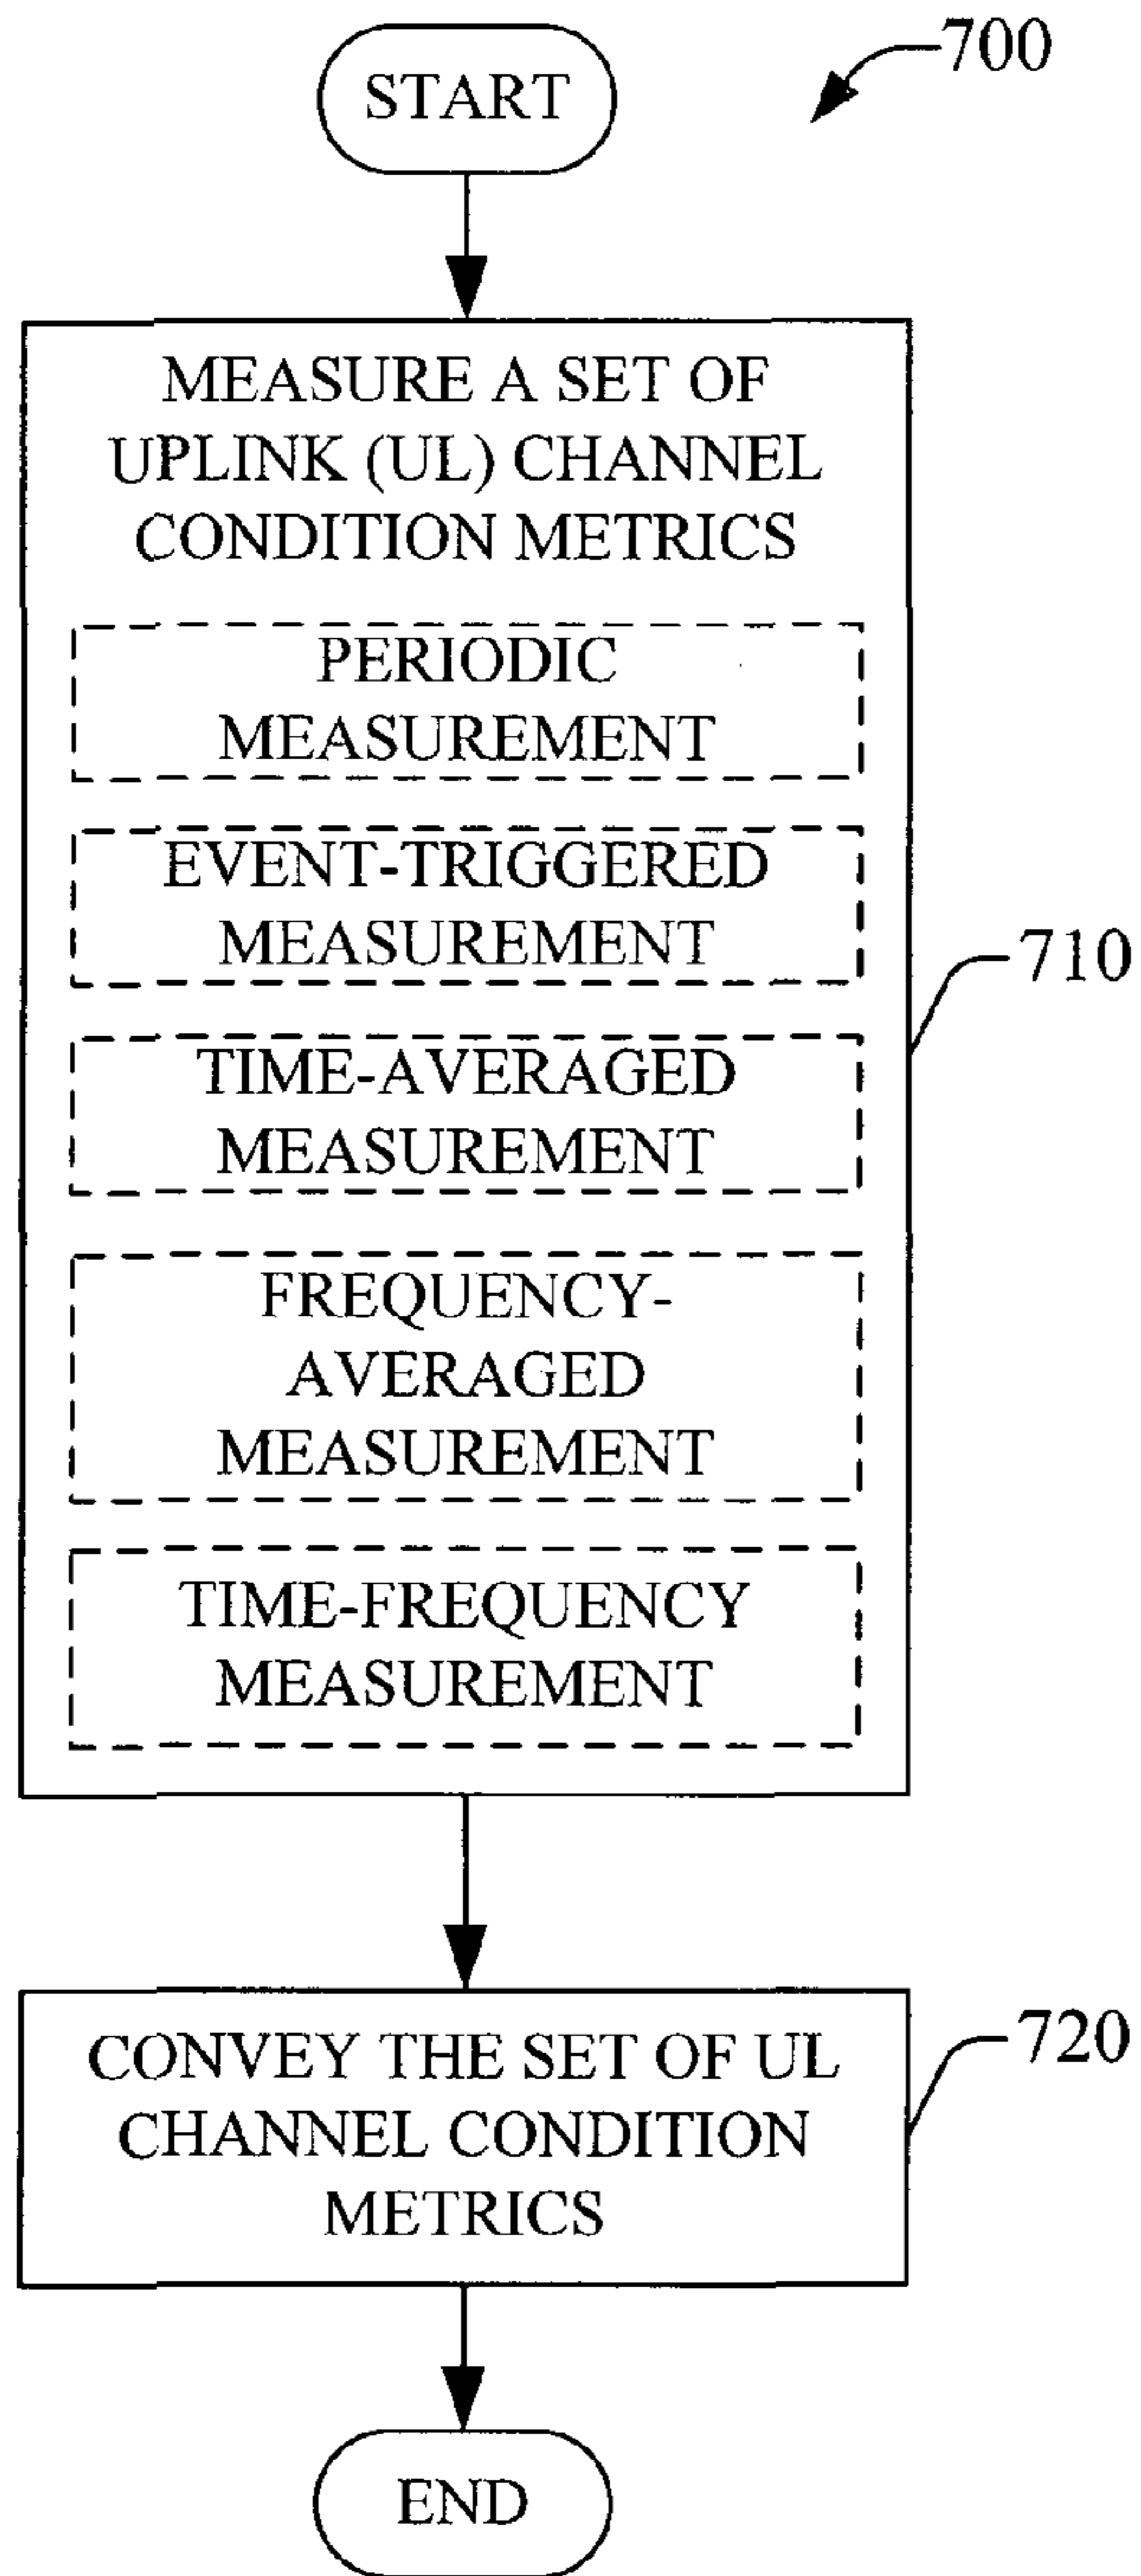 START
700
MEASURE A SET OF
UPLINK (UL) CHANNEL
CONDITION METRICS
PERIODIC
MEASUREMENT
EVENT-TRIGGERED
MEASUREMENT
710
TIME-AVERAGED
MEASUREMENT
FREQUENCY-
AVERAGED
MEASUREMENT
TIME-FREQUENCY
MEASUREMENT
720
CONVEY THE SET OF UL
CHANNEL CONDITION
METRICS
END